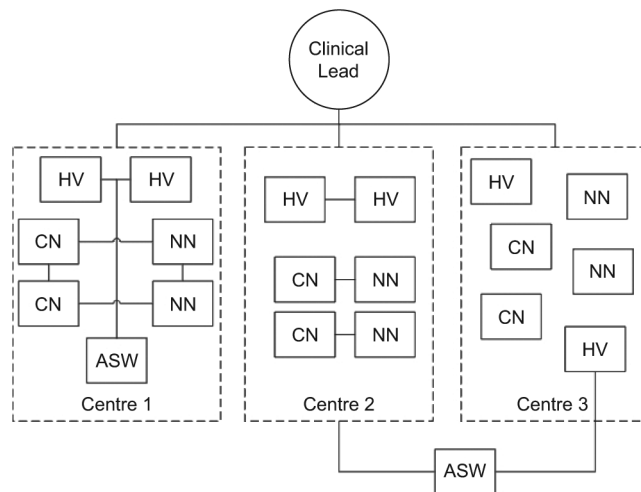 Clinical
Lead
HV HV
CN NN
CN NN
ASW
Centre 1
HV HV
CN NN
CN NN
Centre 2
HV
NN
CN
NN
CN
HV
Centre 3
ASW